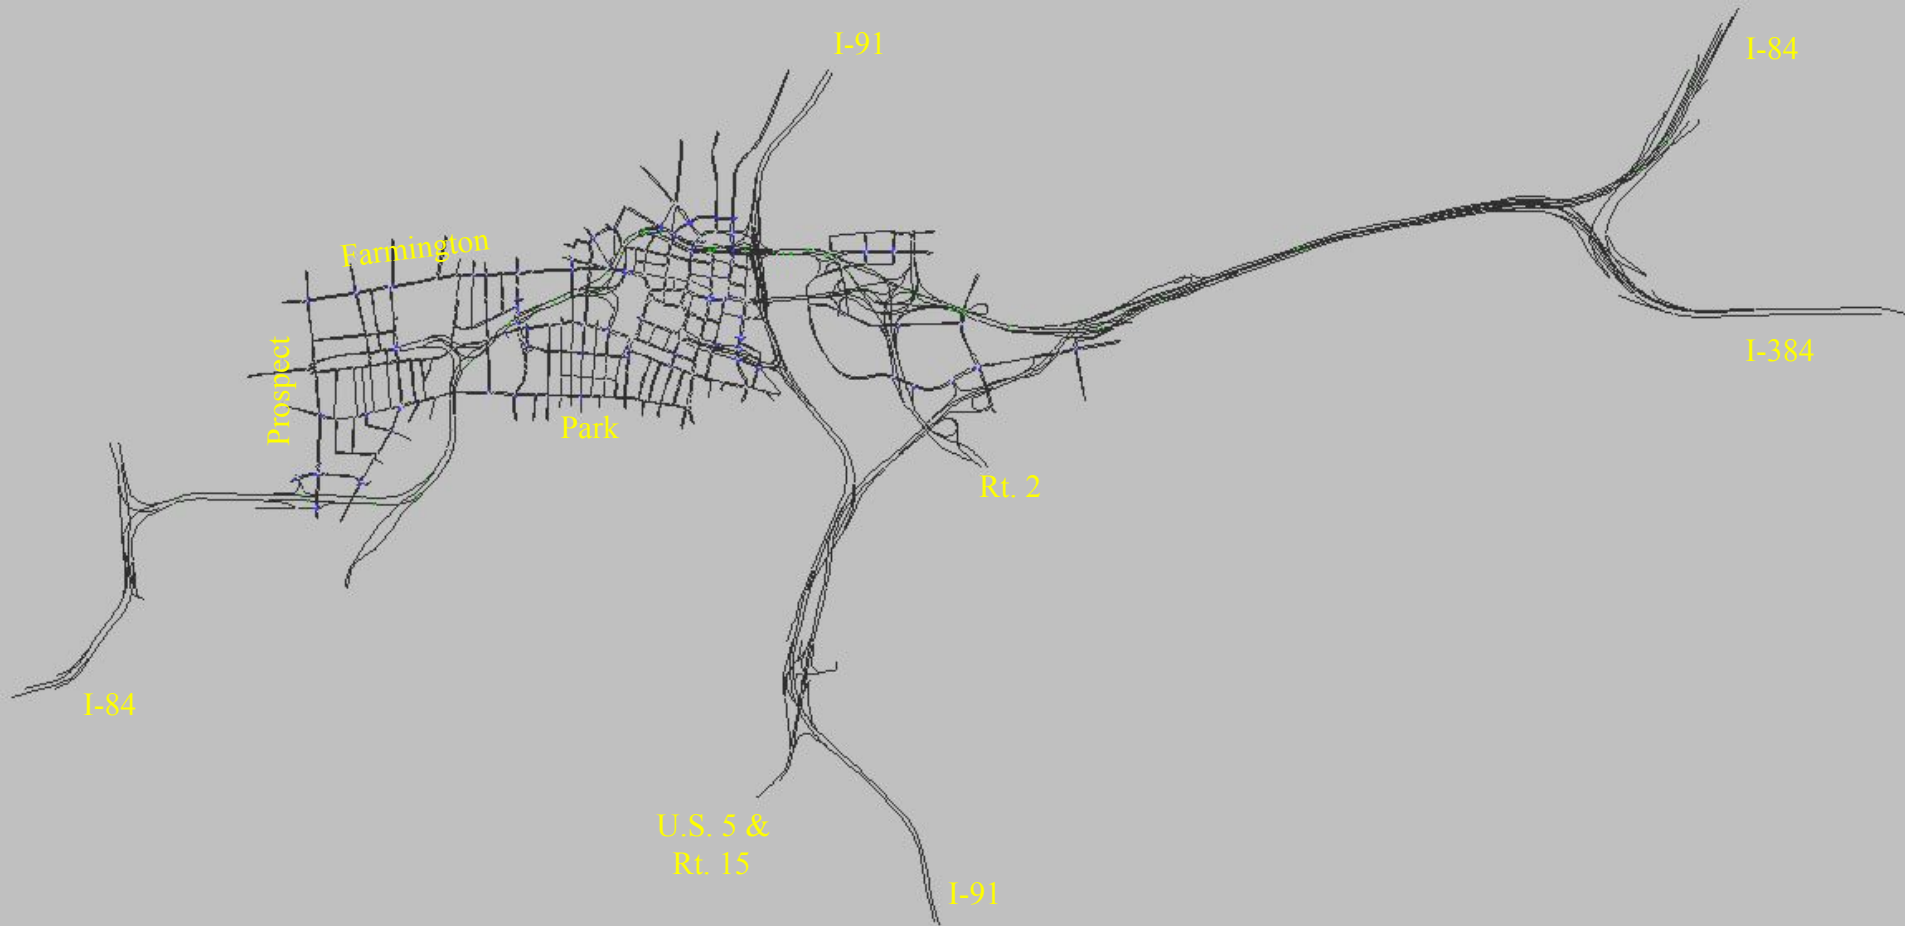 I-91
I-84
Farmington
Prospect
I-384
Park
Rt. 2
I-84
U.S. 5 &
Rt. 15
I-91